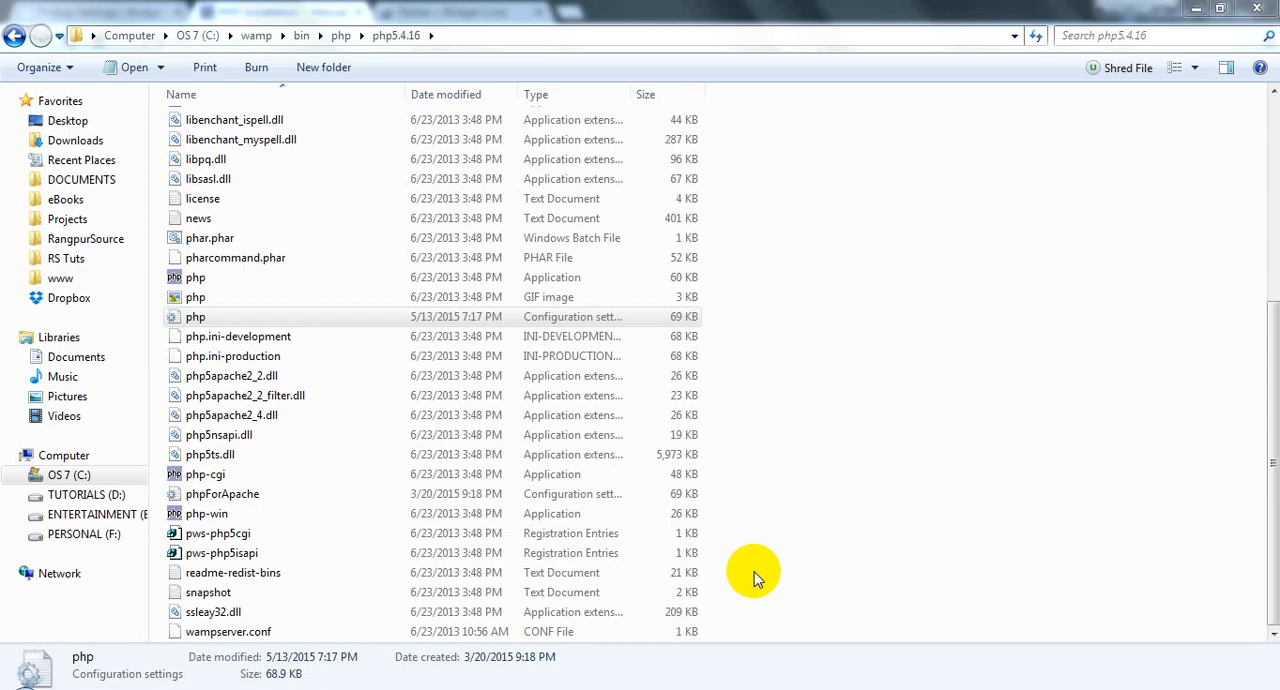 Computer OS 7 (C:) wamp bin php php5.4.16 Search php5.4.16
Organize Open Print Burn New folder Shred File
Favorites
Desktop
Downloads
Recent Places
DOCUMENTS
eBooks
Projects
RangpurSource
RS Tuts
www
Dropbox
Libraries
Documents
Music
Pictures
Videos
Computer
OS 7 (C:)
TUTORIALS (D:)
ENTERTAINMENT (E
PERSONAL (F:)
Network
Name Date modified Type Size
libenchant_ispell.dll 6/23/2013 3:48 PM Application extens... 44 KB
libenchant_myspell.dll 6/23/2013 3:48 PM Application extens... 287 KB
libpq.dll 6/23/2013 3:48 PM Application extens... 96 KB
libsasl.dll 6/23/2013 3:48 PM Application extens... 67 KB
license 6/23/2013 3:48 PM Text Document 4 KB
news 6/23/2013 3:48 PM Text Document 401 KB
phar.phar 6/23/2013 3:48 PM Windows Batch File 1 KB
pharcommand.phar 6/23/2013 3:48 PM PHAR File 52 KB
php 6/23/2013 3:48 PM Application 60 KB
php 6/23/2013 3:48 PM GIF image 3 KB
php 5/13/2015 7:17 PM Configuration sett... 69 KB
php.ini-development 6/23/2013 3:48 PM INI-DEVELOPMEN... 68 KB
php.ini-production 6/23/2013 3:48 PM INI-PRODUCTION... 68 KB
php5apache2_2.dll 6/23/2013 3:48 PM Application extens... 26 KB
php5apache2_2_filter.dll 6/23/2013 3:48 PM Application extens... 23 KB
php5apache2_4.dll 6/23/2013 3:48 PM Application extens... 26 KB
php5nsapi.dll 6/23/2013 3:48 PM Application extens... 19 KB
php5ts.dll 6/23/2013 3:48 PM Application extens... 5,973 KB
php-cgi 6/23/2013 3:48 PM Application 48 KB
phpForApache 3/20/2015 9:18 PM Configuration sett... 69 KB
php-win 6/23/2013 3:48 PM Application 26 KB
pws-php5cgi 6/23/2013 3:48 PM Registration Entries 1 KB
pws-php5isapi 6/23/2013 3:48 PM Registration Entries 1 KB
readme-redist-bins 6/23/2013 3:48 PM Text Document 21 KB
snapshot 6/23/2013 3:48 PM Text Document 2 KB
ssleay32.dll 6/23/2013 3:48 PM Application extens... 209 KB
wampserver.conf 6/23/2013 10:56 AM CONF File 1 KB
php Date modified: 5/13/2015 7:17 PM Date created: 3/20/2015 9:18 PM
Configuration settings Size: 68.9 KB